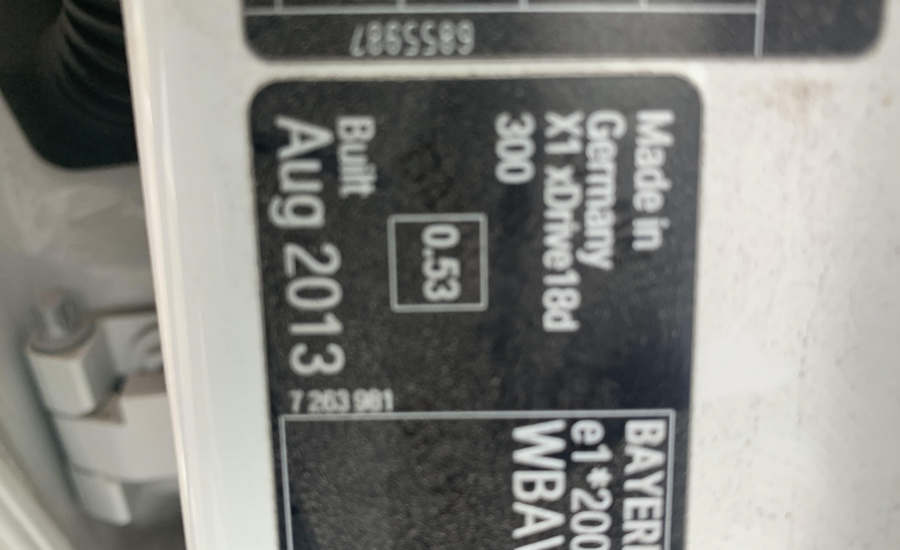 6855987
Made in
Germany
X1 xDrive18d
300
0.53
Built
Aug 2013
7 263 981
BAYER
e1*200
WBA